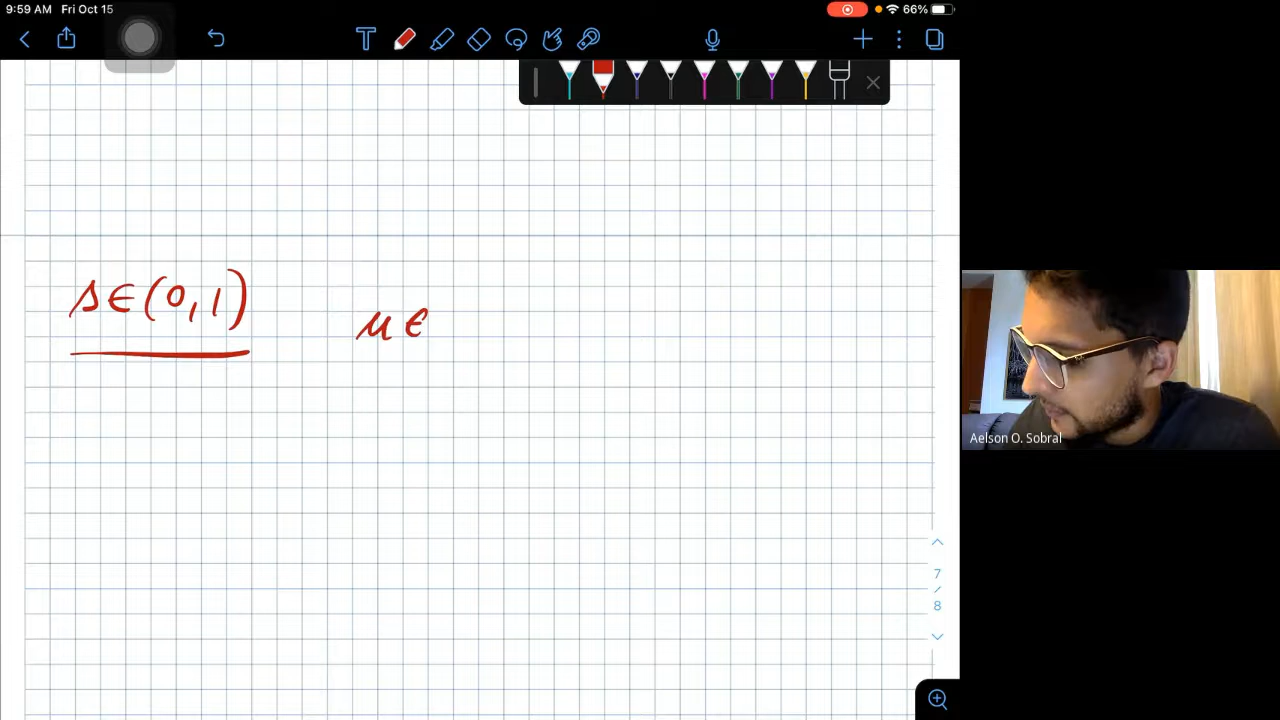 9:59 AM Fri Oct 15
66%
s∈(0,1) u∈
Aelson O. Sobral
7
/
8